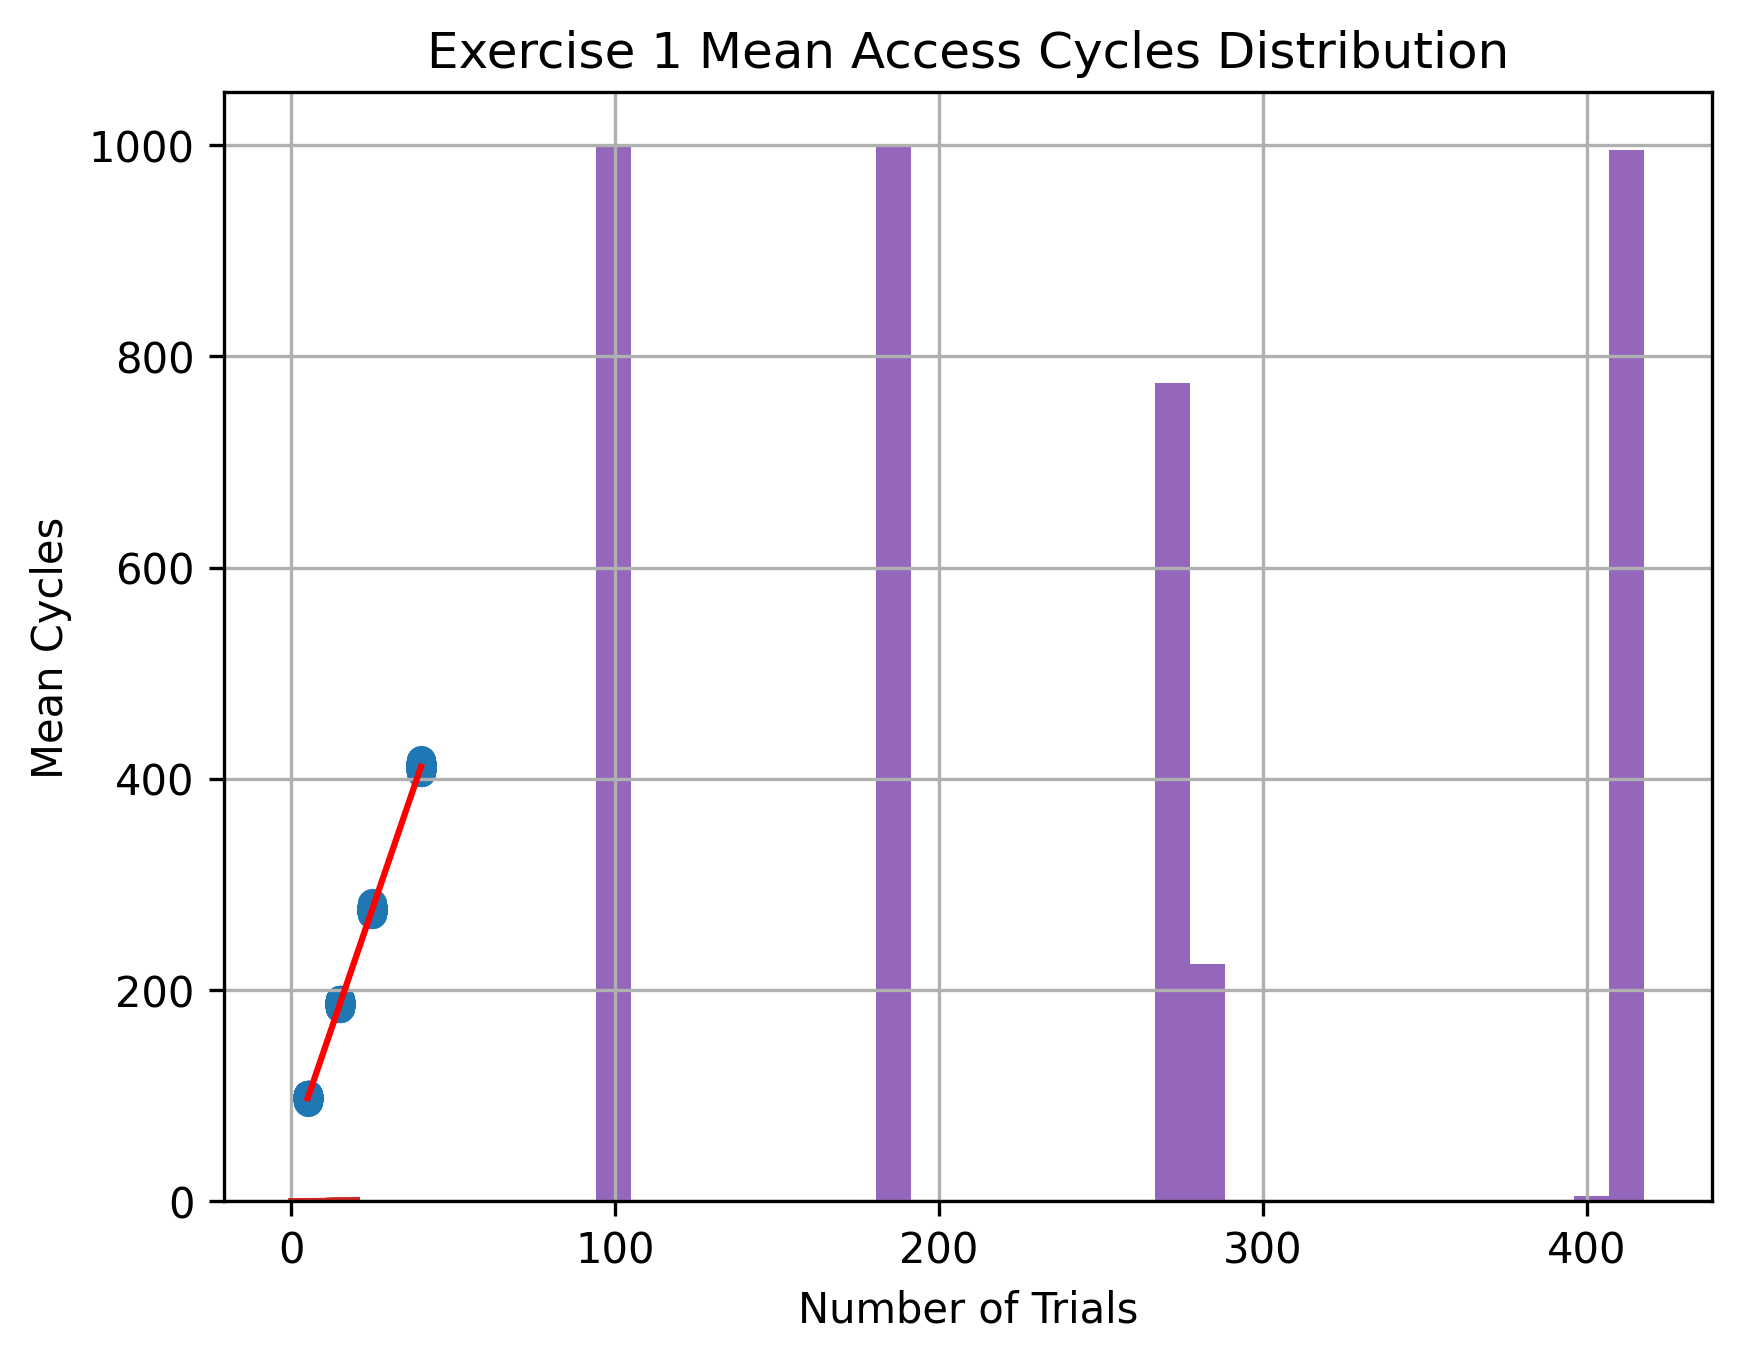 Exercise 1 Mean Access Cycles Distribution
1000
800
600
400
200
0
Mean Cycles
0 100 200 300 400
Number of Trials